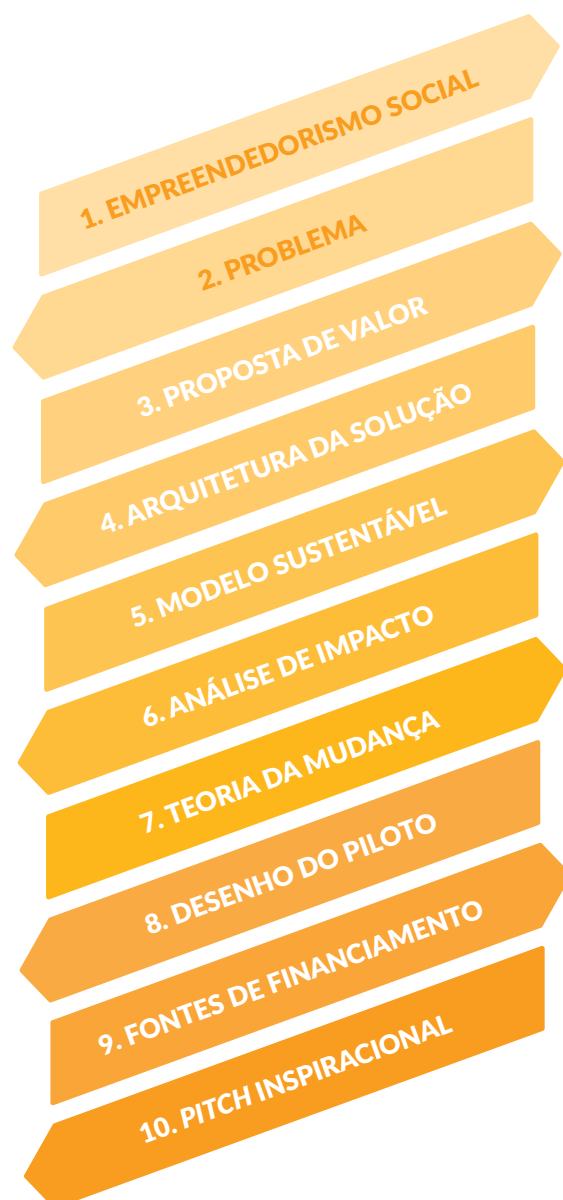 1. EMPREENDEDORISMO SOCIAL
2. PROBLEMA
3. PROPOSTA DE VALOR
4. ARQUITETURA DA SOLUÇÃO
5. MODELO SUSTENTÁVEL
6. ANÁLISE DE IMPACTO
7. TEORIA DA MUDANÇA
8. DESENHO DO PILOTO
9. FONTES DE FINANCIAMENTO
10. PITCH INSPIRACIONAL